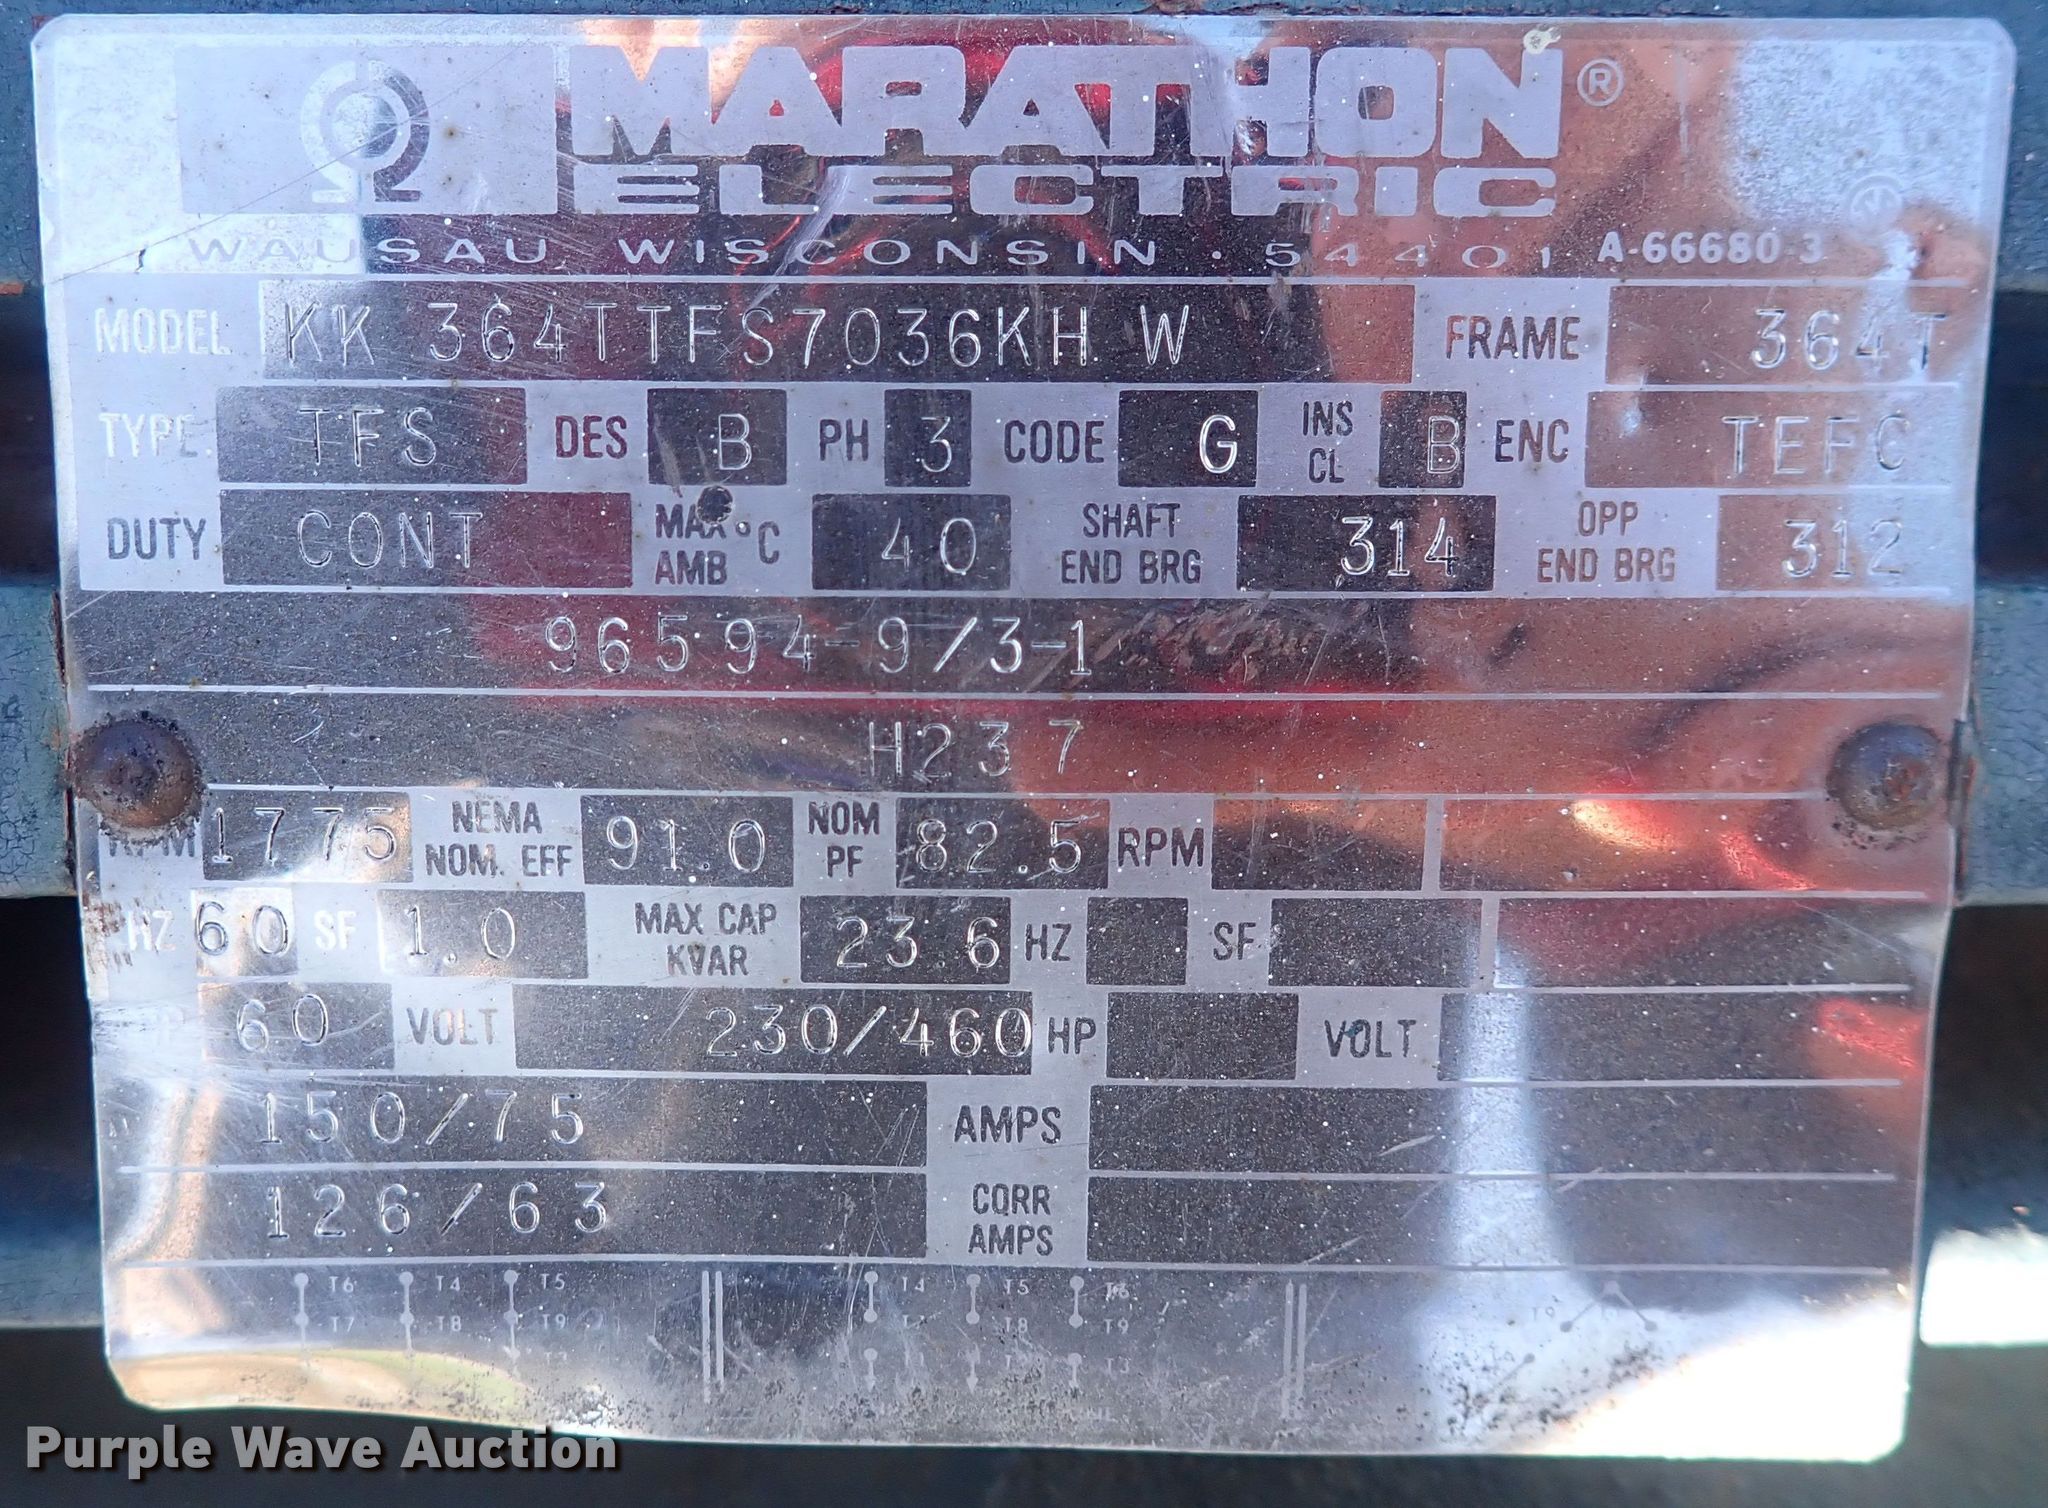 MARATHON ®
ELECTRIC
WAUSAU, WISCONSIN · 54401 A-66680-3
MODEL KK 364TTFS7036KH W FRAME 364T
TYPE TFS DES B PH 3 CODE G INS CL B ENC TEFC
DUTY CONT MAX °C AMB 40 SHAFT END BRG 314 OPP END BRG 312
96594-9/3-1
H237
RPM 1775 NEMA NOM. EFF 91.0 NOM PF 82.5 RPM
HZ 60 SF 1.0 MAX CAP KVAR 23.6 HZ SF
60 VOLT 230/460 HP VOLT
150/75 AMPS
126/63 CORR AMPS
T6 T4 T5 T4 T5 T6
T7 T8 T9 T8 T9 T9
T3
Purple Wave Auction